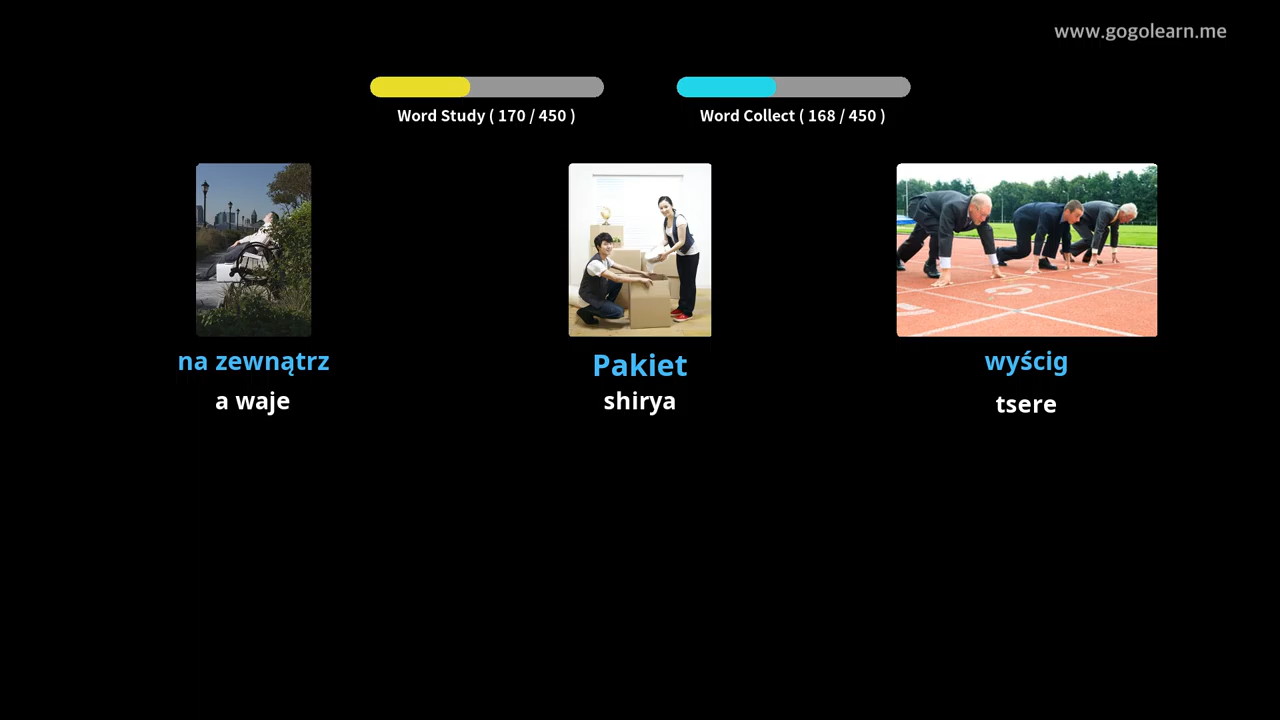 www.gogolearn.me
Word Study ( 170 / 450 )
Word Collect ( 168 / 450 )
na zewnątrz
a waje
Pakiet
shirya
wyścig
tsere